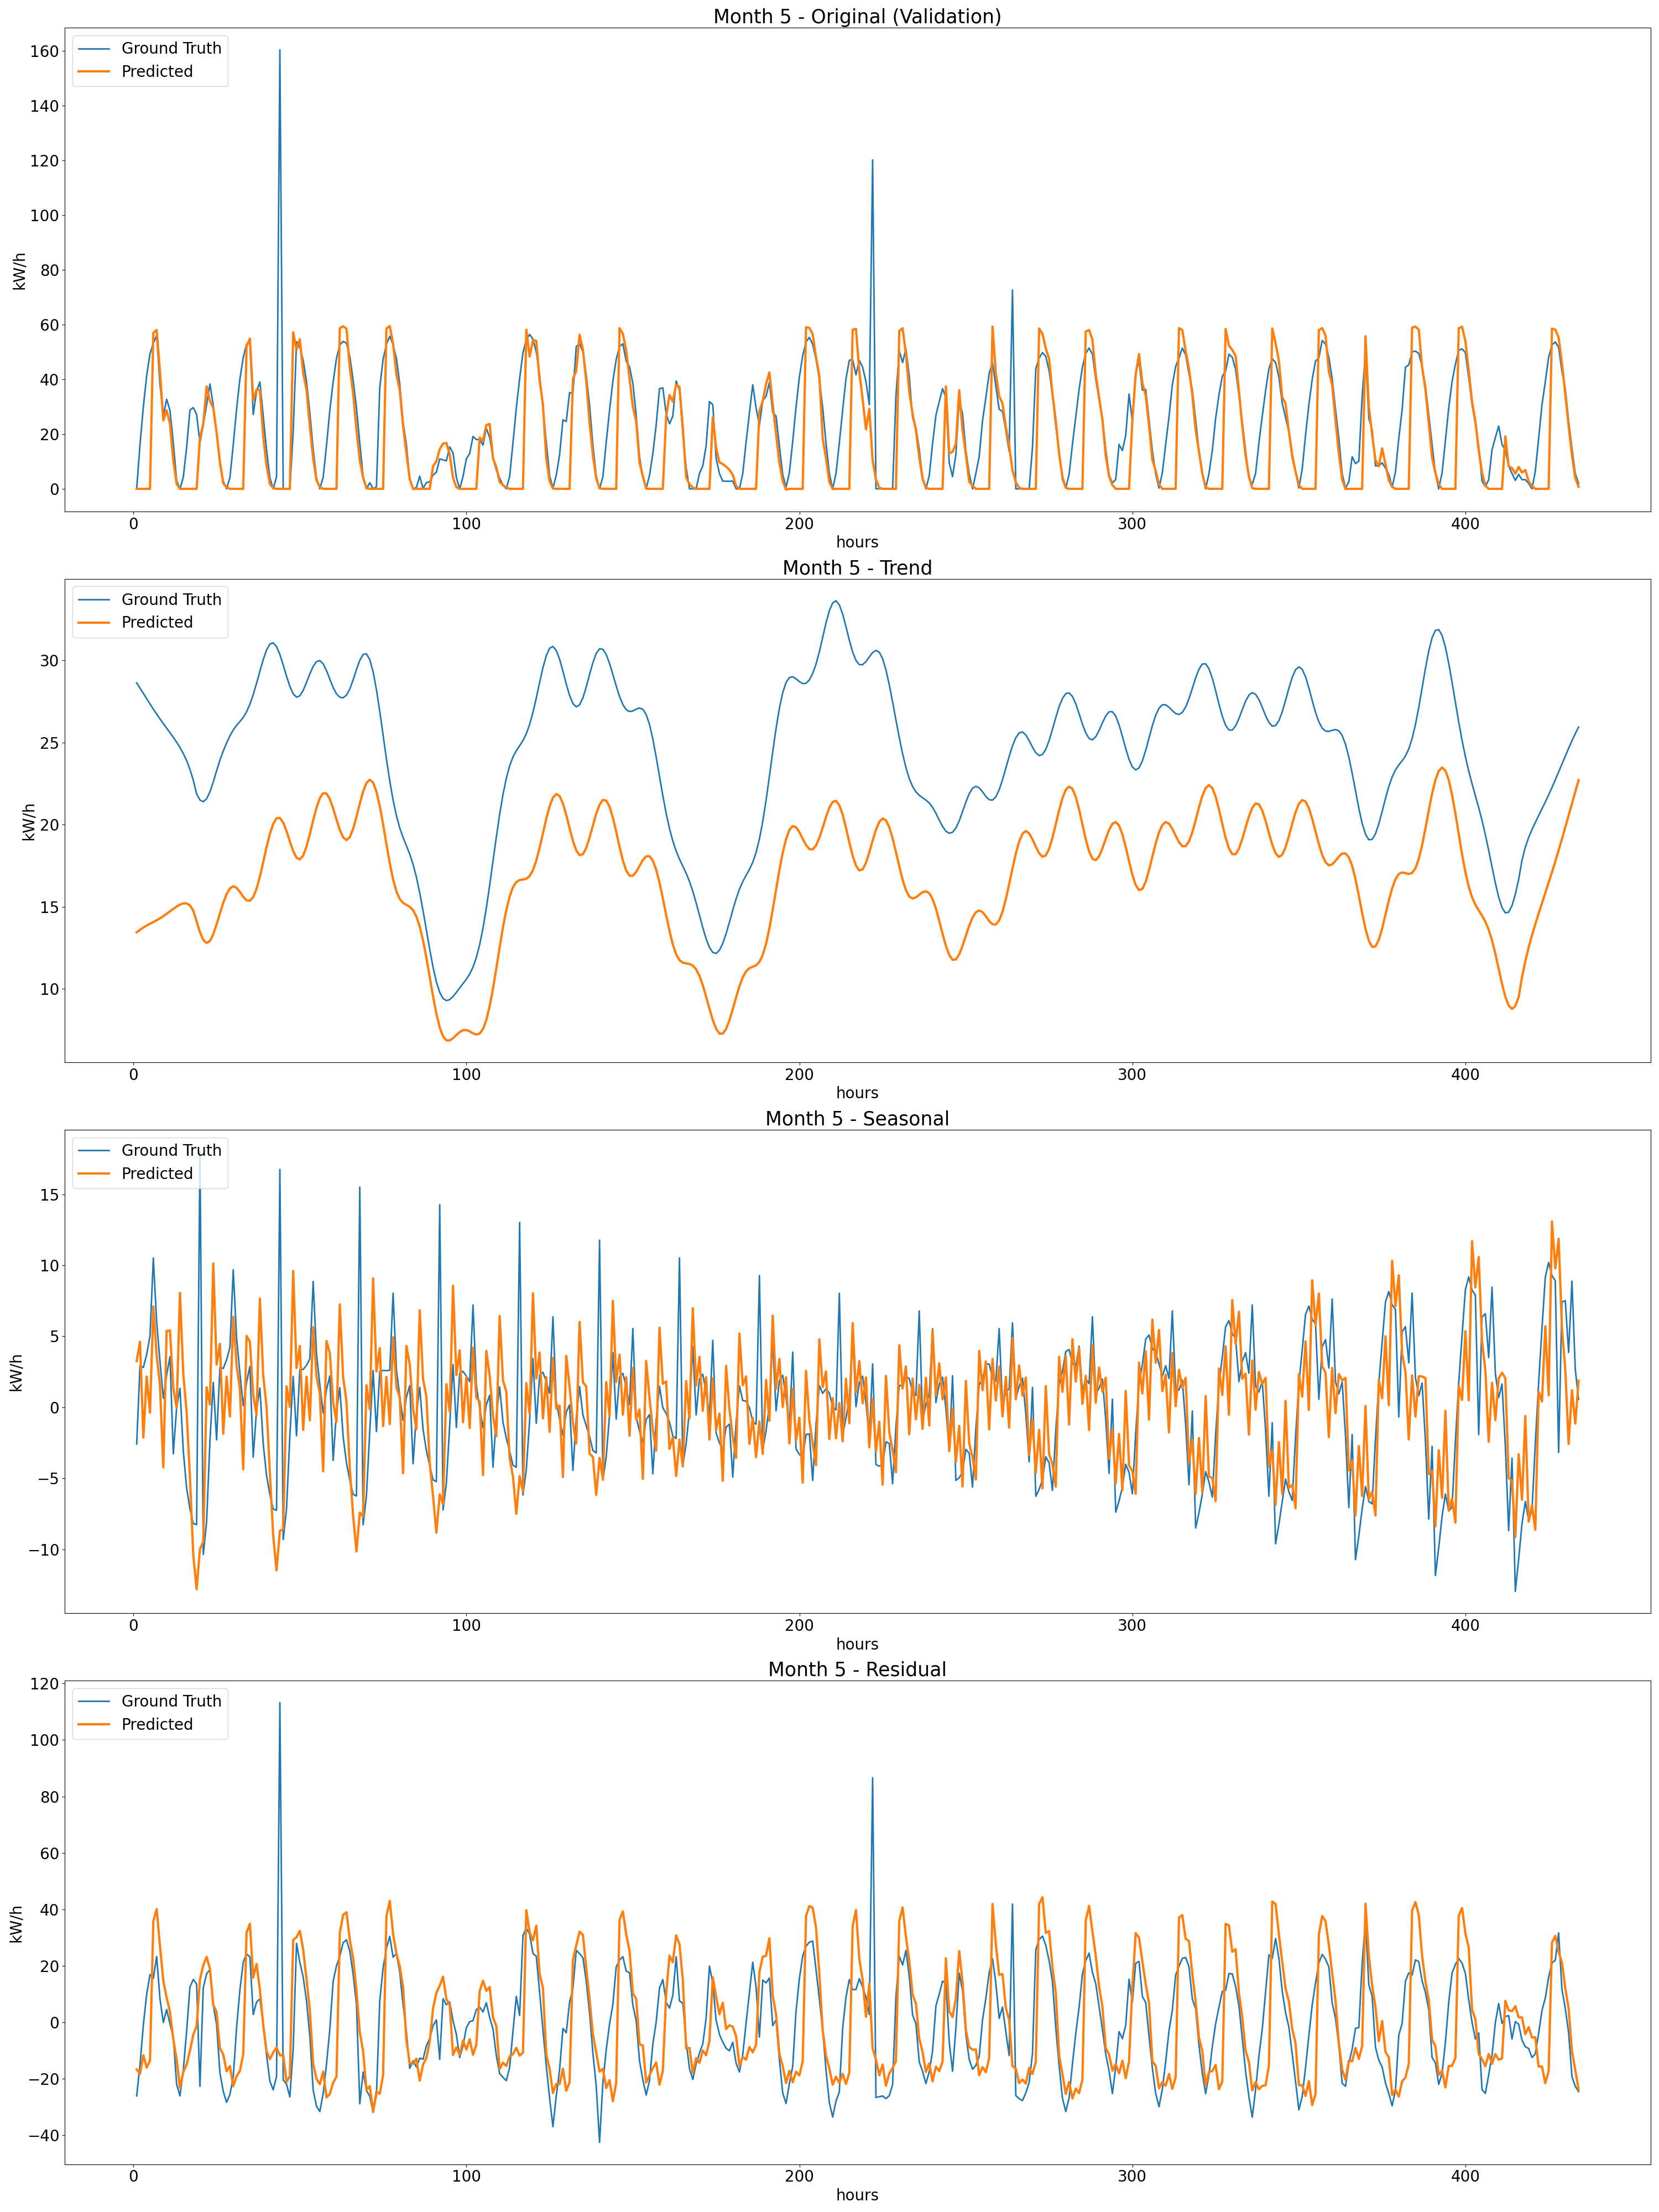 Month 5 - Original (Validation)
Ground Truth
Predicted
160
140
120
100
80
60
40
20
0
kW/h
0 100 200 300 400
hours
Month 5 - Trend
Ground Truth
Predicted
30
25
20
15
10
kW/h
0 100 200 300 400
hours
Month 5 - Seasonal
Ground Truth
Predicted
15
10
5
0
−5
−10
kW/h
0 100 200 300 400
hours
Month 5 - Residual
Ground Truth
Predicted
120
100
80
60
40
20
0
−20
−40
kW/h
0 100 200 300 400
hours